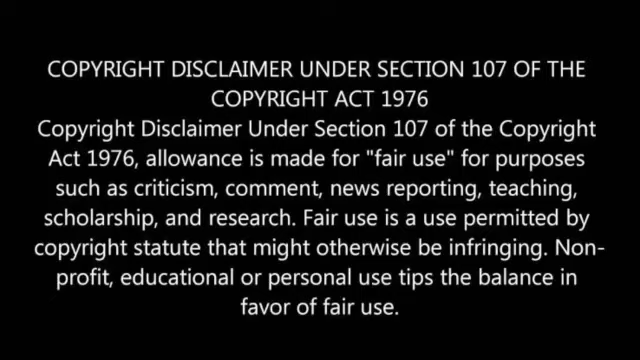 COPYRIGHT DISCLAIMER UNDER SECTION 107 OF THE
COPYRIGHT ACT 1976
Copyright Disclaimer Under Section 107 of the Copyright
Act 1976, allowance is made for "fair use" for purposes
such as criticism, comment, news reporting, teaching,
scholarship, and research. Fair use is a use permitted by
copyright statute that might otherwise be infringing. Non-
profit, educational or personal use tips the balance in
favor of fair use.